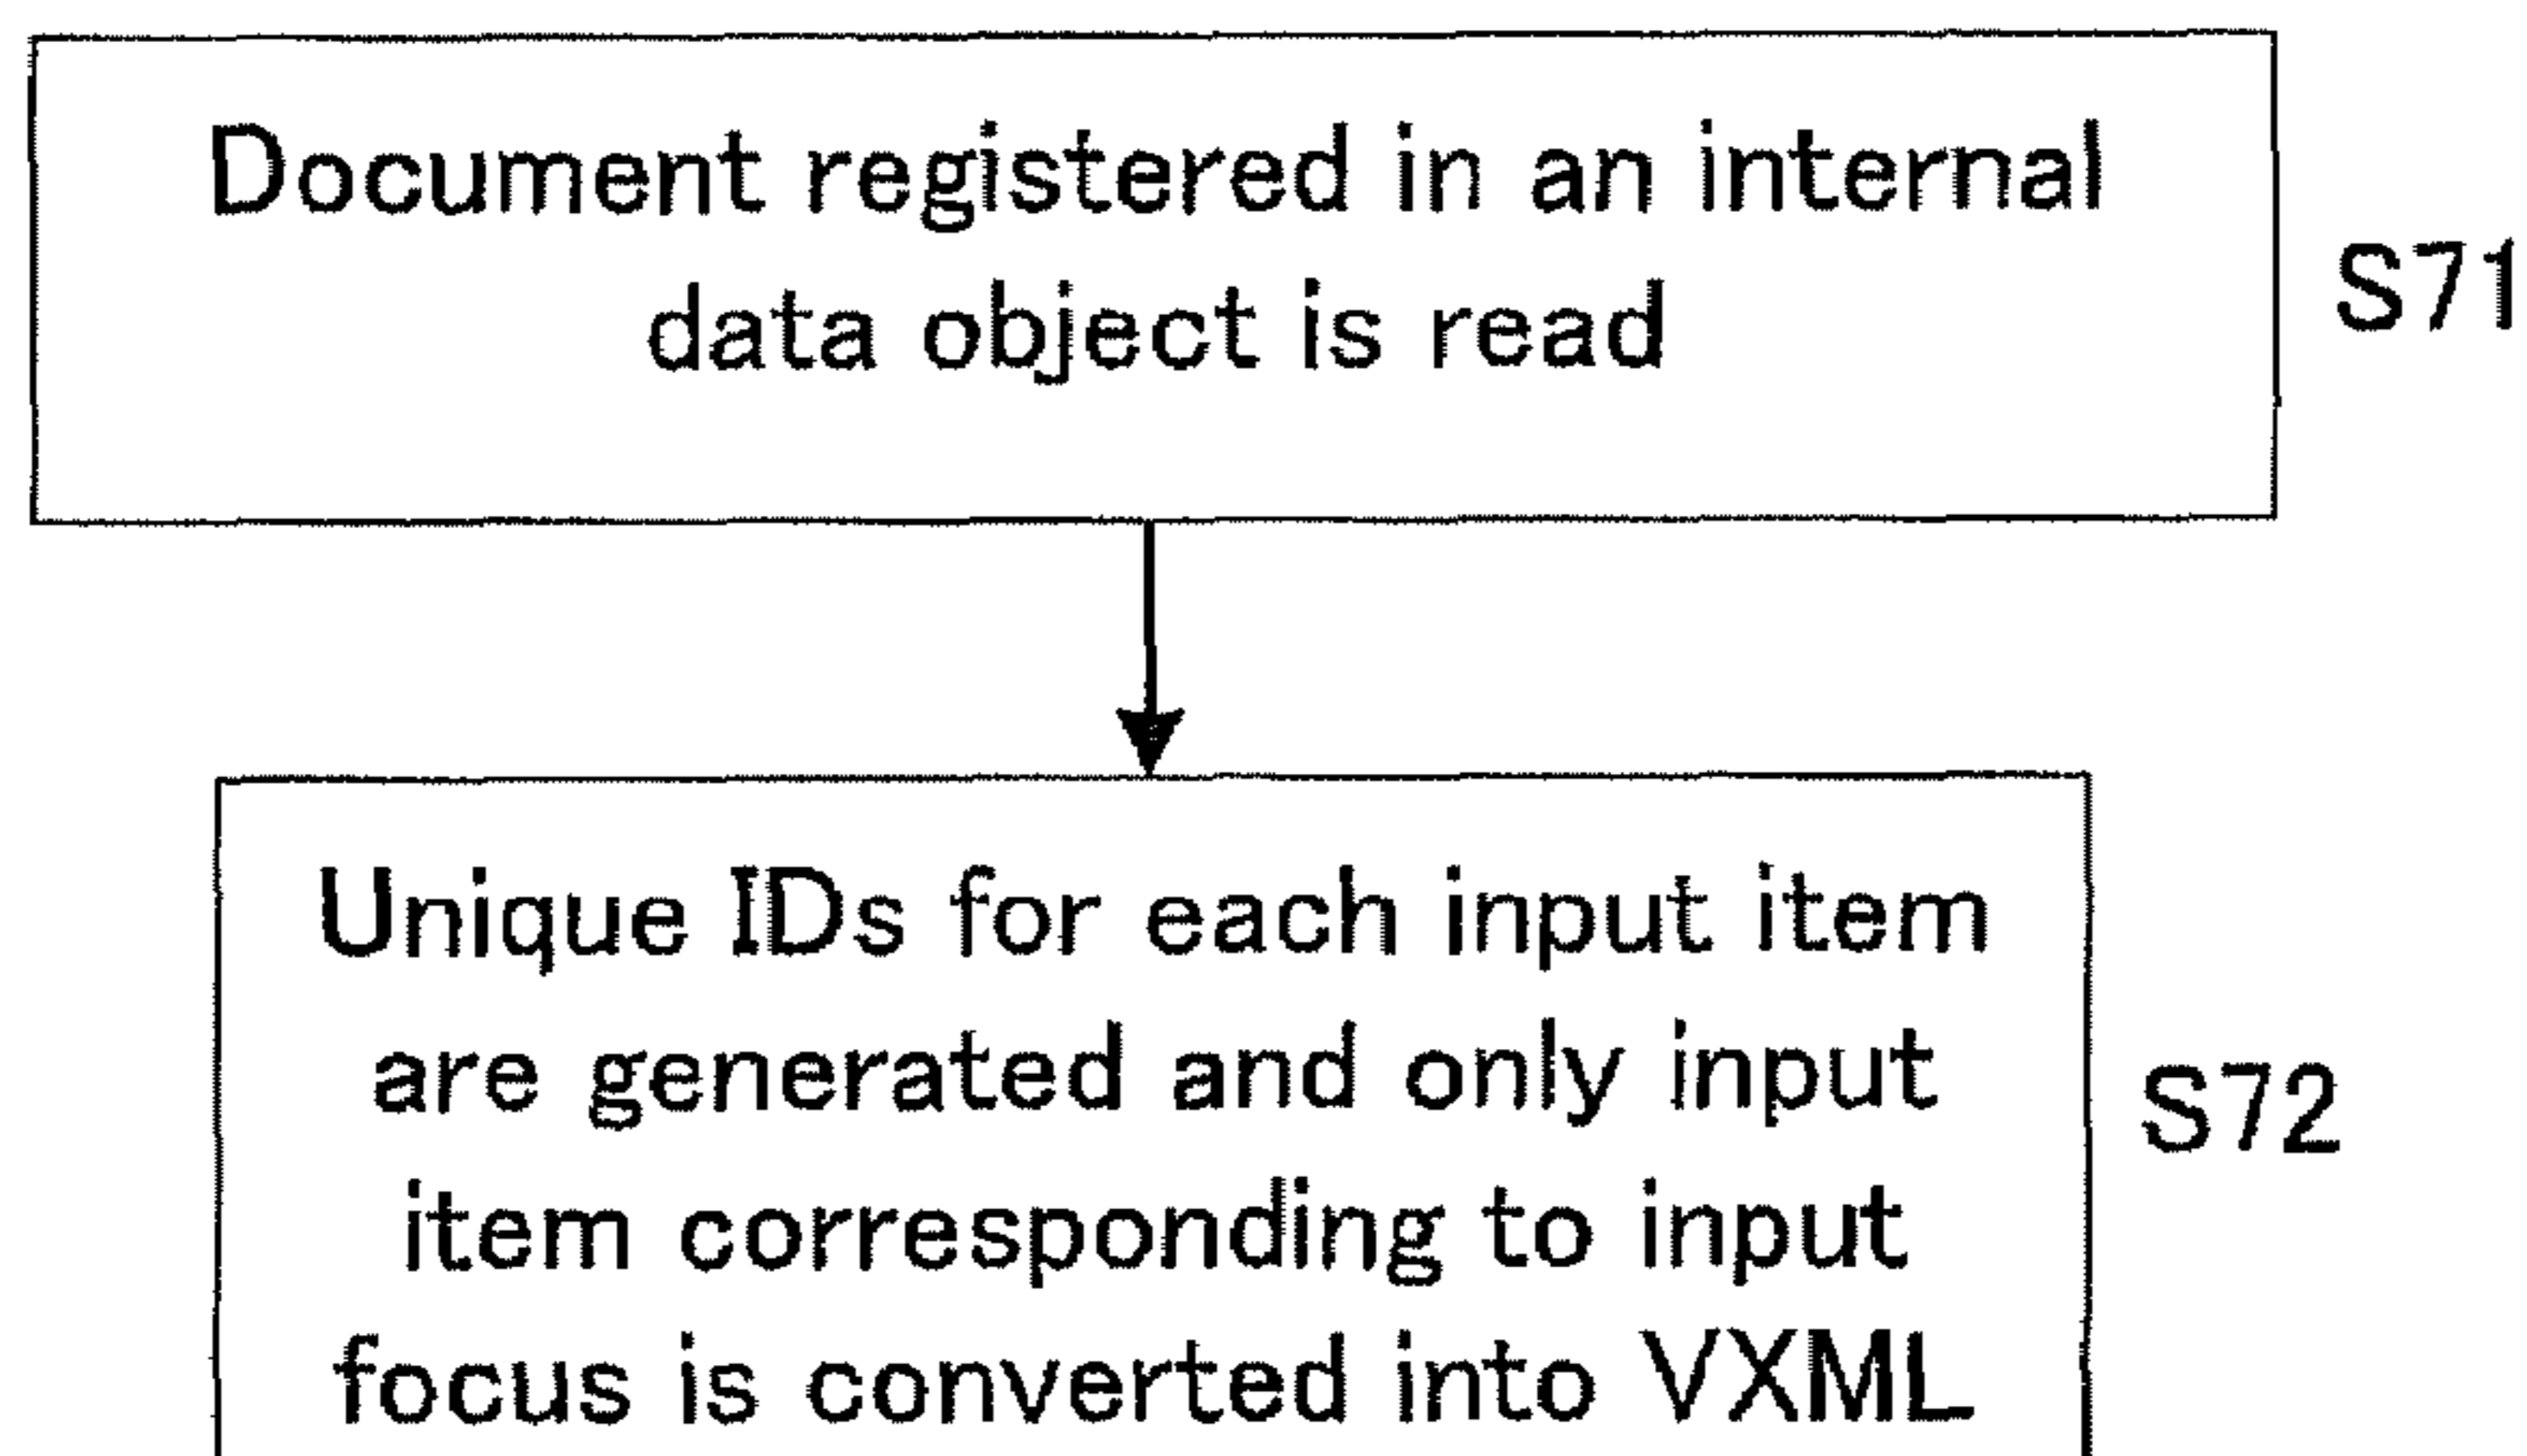 Document registered in an internal
data object is read
S71
Unique IDs for each input item
are generated and only input
item corresponding to input
focus is converted into VXML
S72